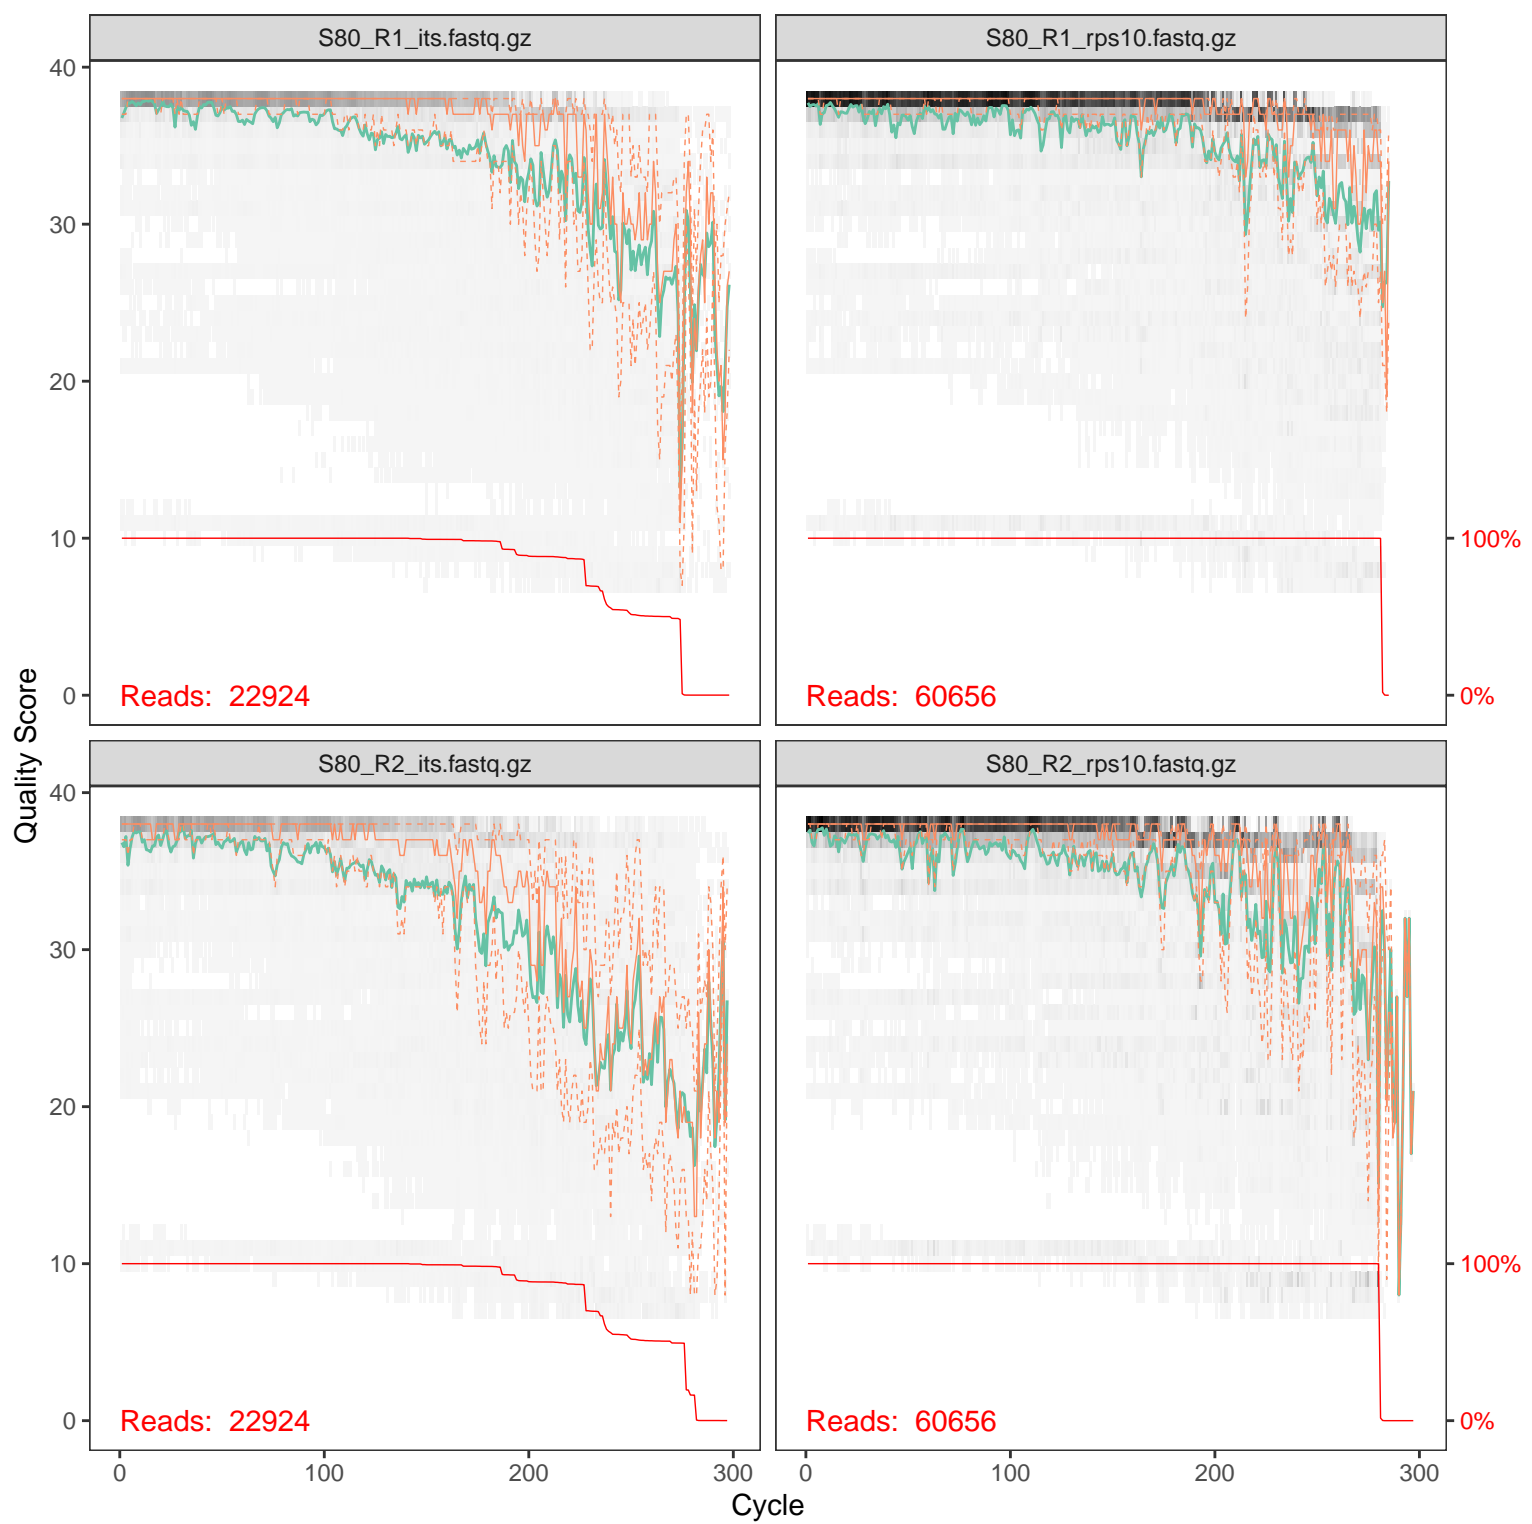 S80_R1_its.fastq.gz
S80_R1_rps10.fastq.gz
40
30
20
10
0
Reads: 22924
Reads: 60656
100%
0%
Quality Score
S80_R2_its.fastq.gz
S80_R2_rps10.fastq.gz
40
30
20
10
0
Reads: 22924
Reads: 60656
100%
0%
0 100 200 300
0 100 200 300
Cycle